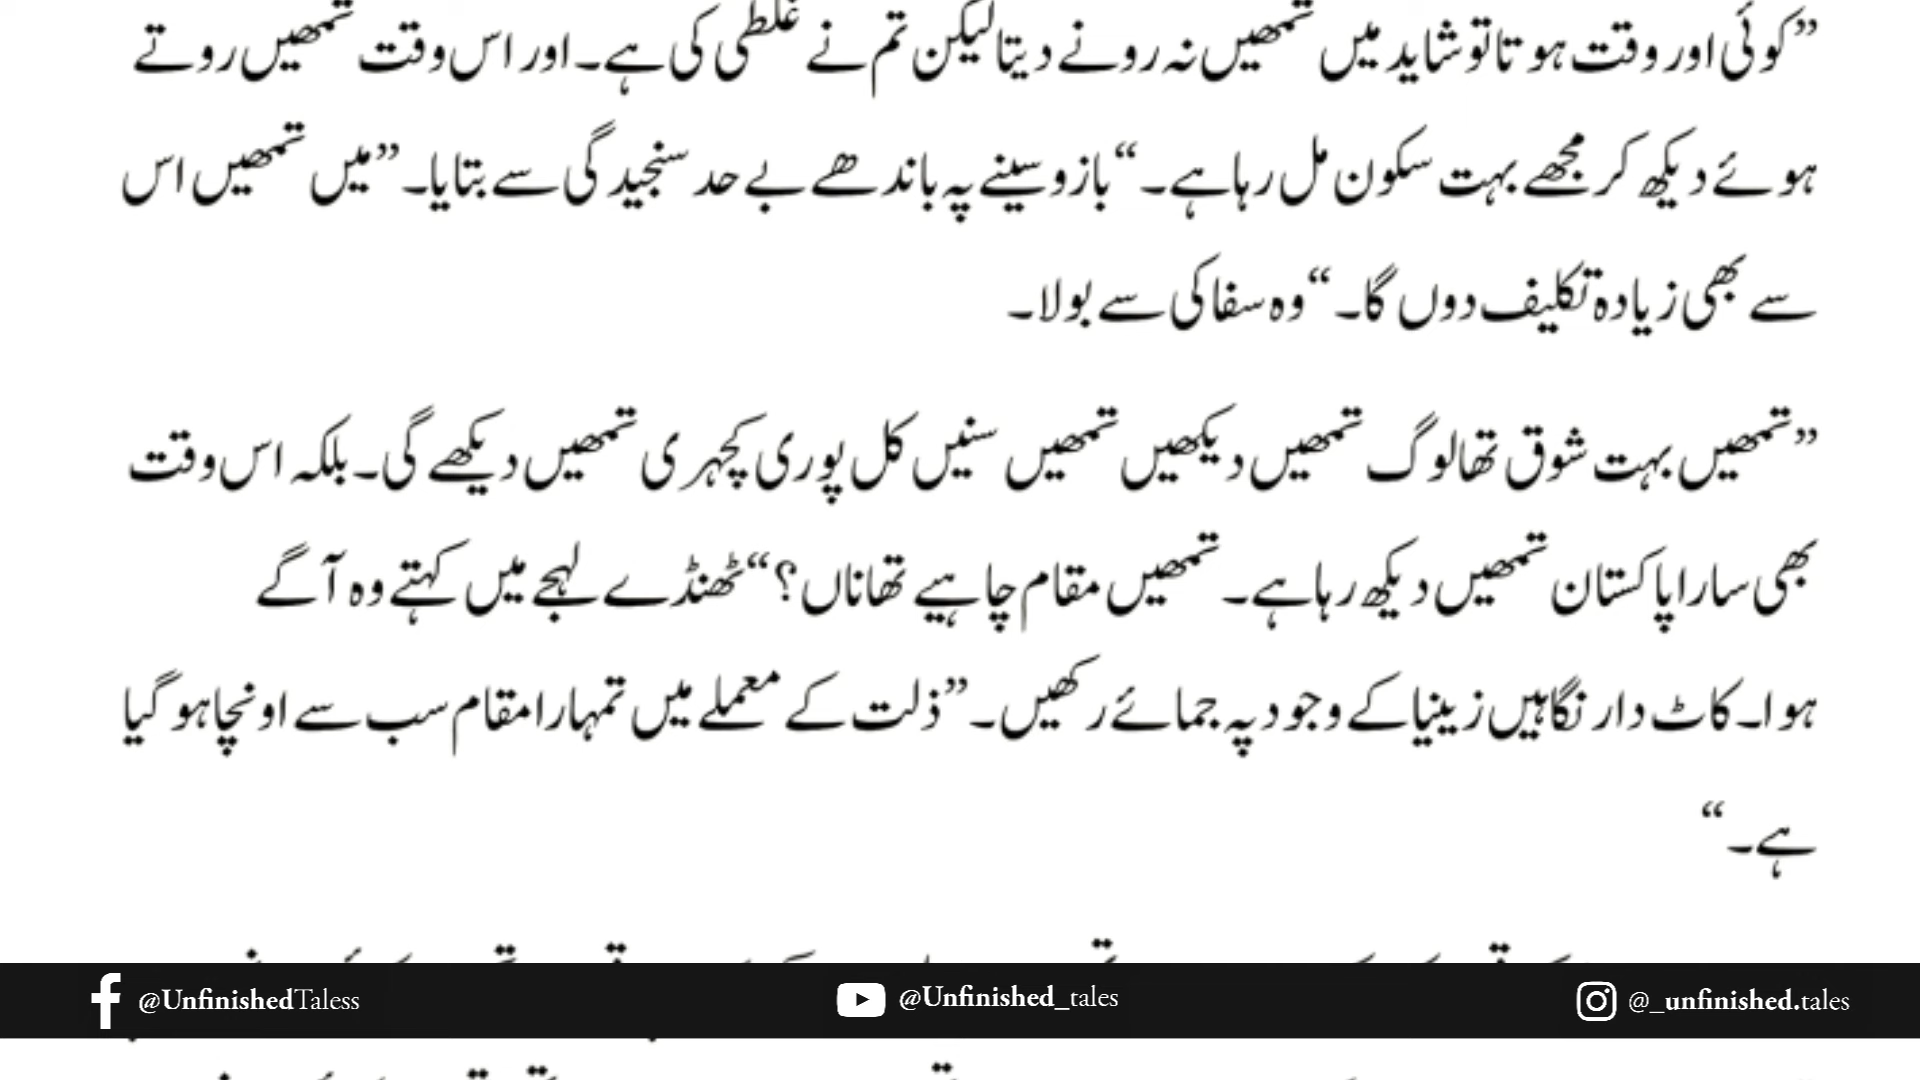 ”کوئی اور وقت ہوتا تو شاید میں تمھیں نہ رونے دیتا لیکن تم نے غلطی کی ہے۔ اور اس وقت تمھیں روتے
ہوئے دیکھ کر مجھے بہت سکون مل رہا ہے۔“ بازو سینے پہ باندھے بے حد سنجیدگی سے بتایا۔ ”میں تمھیں اس
سے بھی زیادہ تکلیف دوں گا۔“ وہ سفاکی سے بولا۔
”تمھیں بہت شوق تھا لوگ تمھیں دیکھیں تمھیں سنیں کل پوری کچہری تمھیں دیکھے گی۔ بلکہ اس وقت
بھی سارا پاکستان تمھیں دیکھ رہا ہے۔ تمھیں مقام چاہیے تھا ناں؟“ ٹھنڈے لہجے میں کہتے وہ آگے
ہوا۔ کاٹ دار نگاہیں زینیا کے وجود پہ جمائے رکھیں۔ ”ذلت کے معملے میں تمہارا مقام سب سے اونچا ہو گیا
ہے۔“
@UnfinishedTaless
@Unfinished_tales
@_unfinished.tales